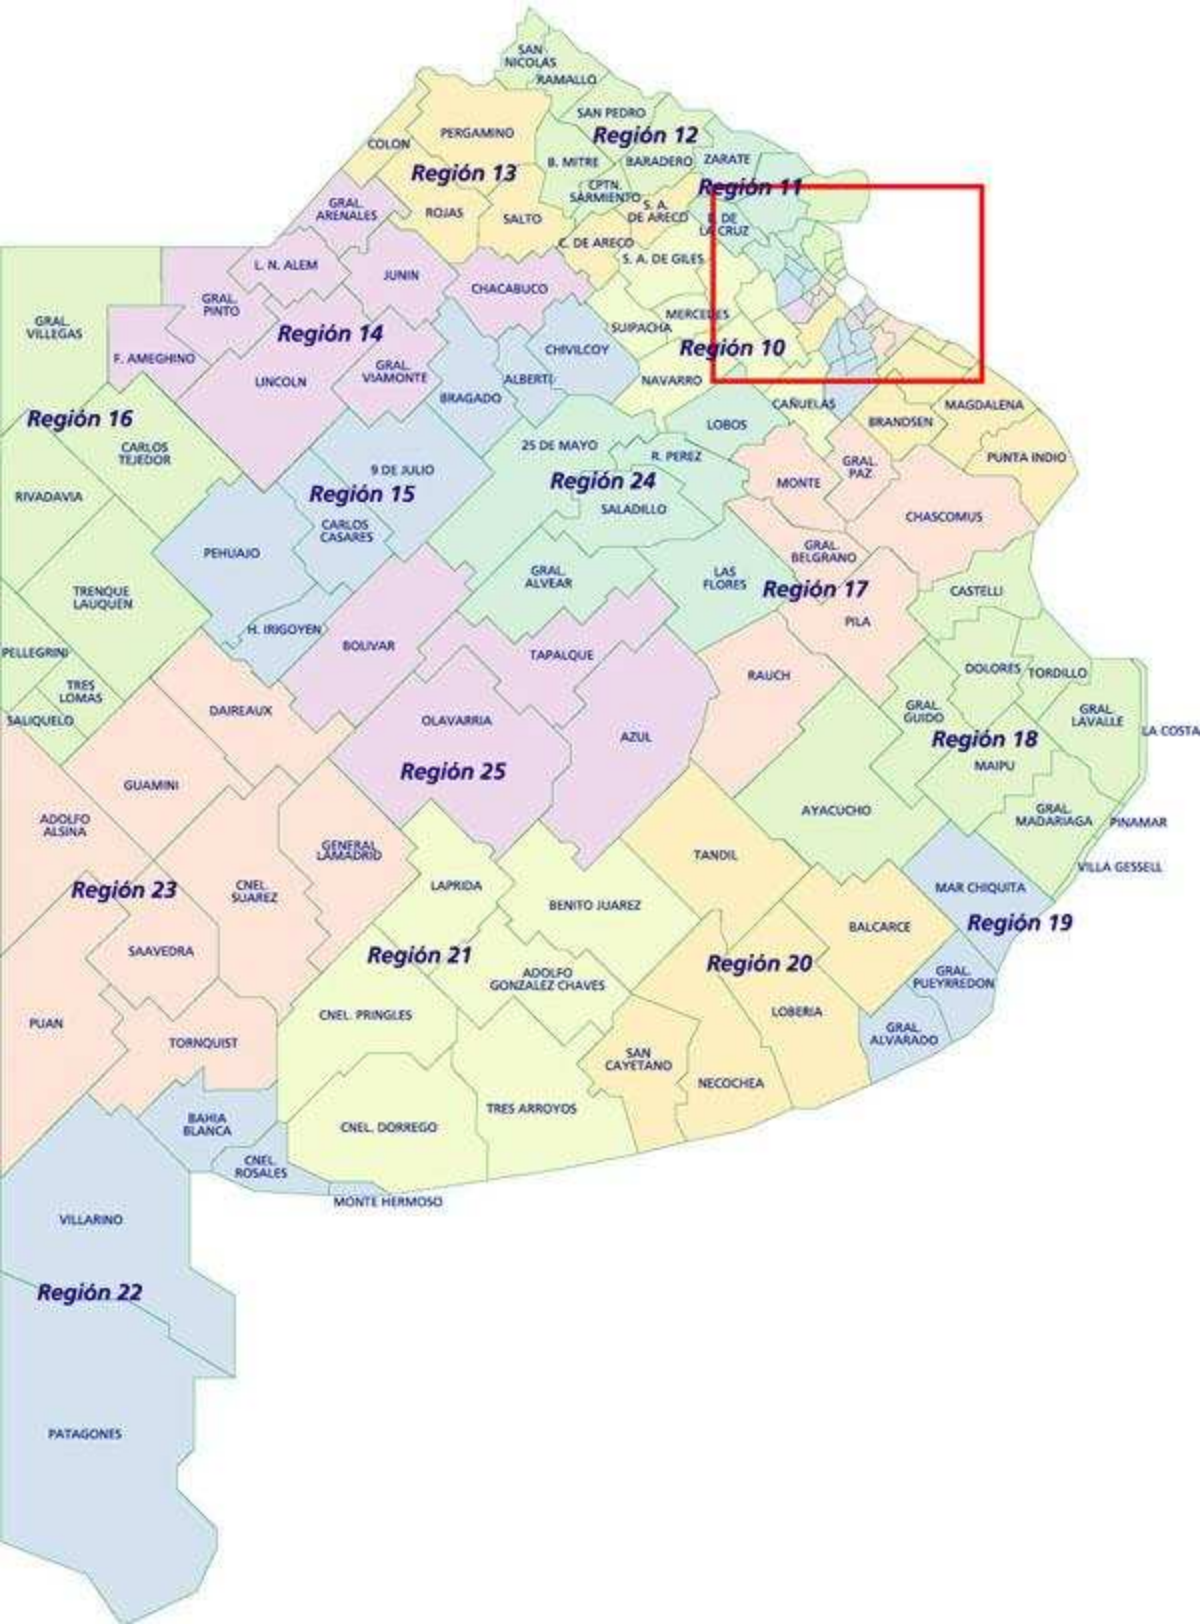 SAN
NICOLAS
RAMALLO
SAN PEDRO
Región 12
COLON
PERGAMINO
B. MITRE
BARADERO
ZARATE
Región 13
Región 11
CPTN.
SARMIENTO
GRAL.
ARENALES
ROJAS
SALTO
S. A.
DE ARECO
E. DE
LA CRUZ
C. DE ARECO
S. A. DE GILES
L. N. ALEM
JUNIN
CHACABUCO
GRAL.
PINTO
GRAL.
VILLEGAS
Región 14
MERCEDES
SUIPACHA
Región 10
F. AMEGHINO
CHIVILCOY
LINCOLN
GRAL.
VIAMONTE
ALBERTI
NAVARRO
BRAGADO
CAÑUELAS
MAGDALENA
Región 16
LOBOS
BRANDSEN
CARLOS
TEJEDOR
25 DE MAYO
R. PEREZ
PUNTA INDIO
9 DE JULIO
GRAL.
PAZ
RIVADAVIA
Región 15
Región 24
MONTE
SALADILLO
CHASCOMUS
CARLOS
CASARES
PEHUAJO
GRAL.
BELGRANO
TRENQUE
LAUQUEN
GRAL.
ALVEAR
LAS
FLORES
Región 17
CASTELLI
H. IRIGOYEN
PILA
PELLEGRINI
BOLIVAR
TAPALQUE
RAUCH
DOLORES
TORDILLO
TRES
LOMAS
SALIQUELO
DAIREAUX
OLAVARRIA
AZUL
GRAL.
GUIDO
GRAL.
LAVALLE
LA COSTA
Región 18
Región 25
MAIPU
GUAMINI
AYACUCHO
GRAL.
MADARIAGA
PINAMAR
ADOLFO
ALSINA
GENERAL
LAMADRID
TANDIL
VILLA GESSELL
Región 23
CNEL.
SUAREZ
LAPRIDA
BENITO JUAREZ
MAR CHIQUITA
BALCARCE
Región 19
SAAVEDRA
Región 21
Región 20
ADOLFO
GONZALEZ CHAVES
GRAL.
PUEYRREDON
PUAN
CNEL. PRINGLES
LOBERIA
TORNQUIST
GRAL.
ALVARADO
SAN
CAYETANO
NECOCHEA
BAHIA
BLANCA
CNEL. DORREGO
TRES ARROYOS
CNEL.
ROSALES
MONTE HERMOSO
VILLARINO
Región 22
PATAGONES